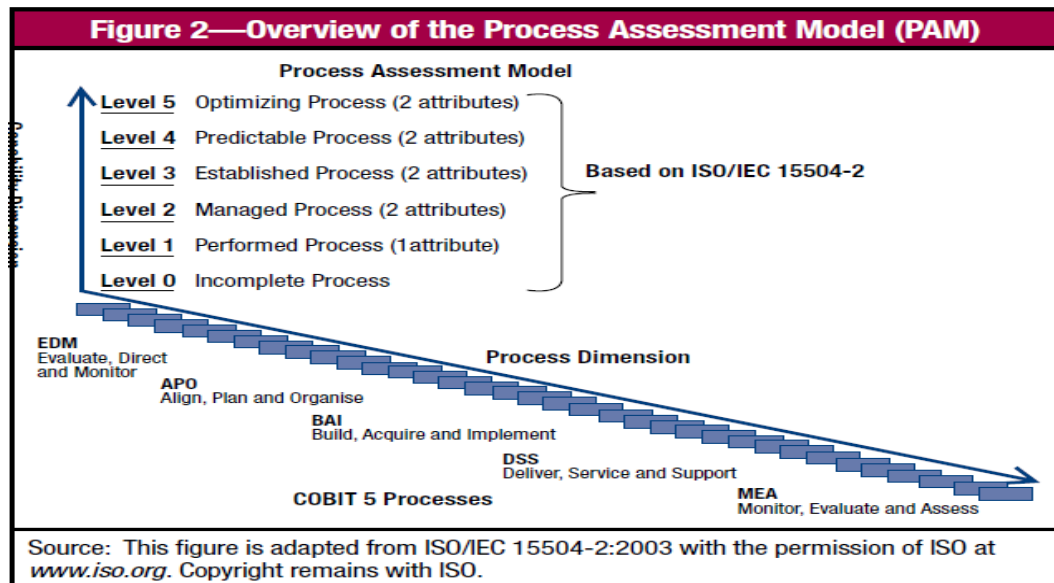 Figure 2—Overview of the Process Assessment Model (PAM)
Process Assessment Model
Level 5 Optimizing Process (2 attributes)
Level 4 Predictable Process (2 attributes)
Level 3 Established Process (2 attributes)
Level 2 Managed Process (2 attributes)
Level 1 Performed Process (1attribute)
Level 0 Incomplete Process
Based on ISO/IEC 15504-2
Capability Dimension
Process Dimension
EDM
Evaluate, Direct
and Monitor
APO
Align, Plan and Organise
BAI
Build, Acquire and Implement
DSS
Deliver, Service and Support
MEA
Monitor, Evaluate and Assess
COBIT 5 Processes
Source: This figure is adapted from ISO/IEC 15504-2:2003 with the permission of ISO at
www.iso.org. Copyright remains with ISO.